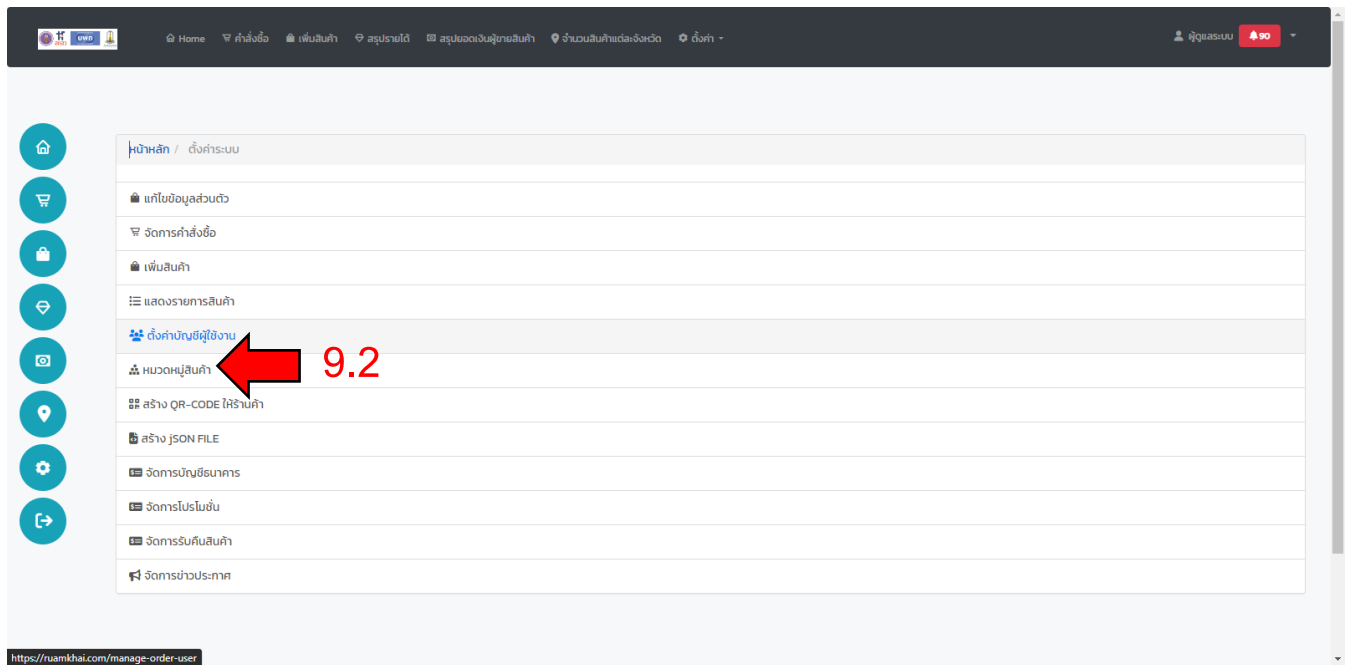 Home คำสั่งซื้อ เพิ่มสินค้า สรุปรายได้ สรุปยอดเงินผู้ขายสินค้า จำนวนสินค้าแต่ละจังหวัด ตั้งค่า ผู้ดูแลระบบ 90
หน้าหลัก / ตั้งค่าระบบ
แก้ไขข้อมูลส่วนตัว
จัดการคำสั่งซื้อ
เพิ่มสินค้า
แสดงรายการสินค้า
ตั้งค่าบัญชีผู้ใช้งาน
หมวดหมู่สินค้า 9.2
สร้าง QR-CODE ให้ร้านค้า
สร้าง jSON FILE
จัดการบัญชีธนาคาร
จัดการโปรโมชั่น
จัดการรับคืนสินค้า
จัดการข่าวประกาศ
https://ruamkhai.com/manage-order-user